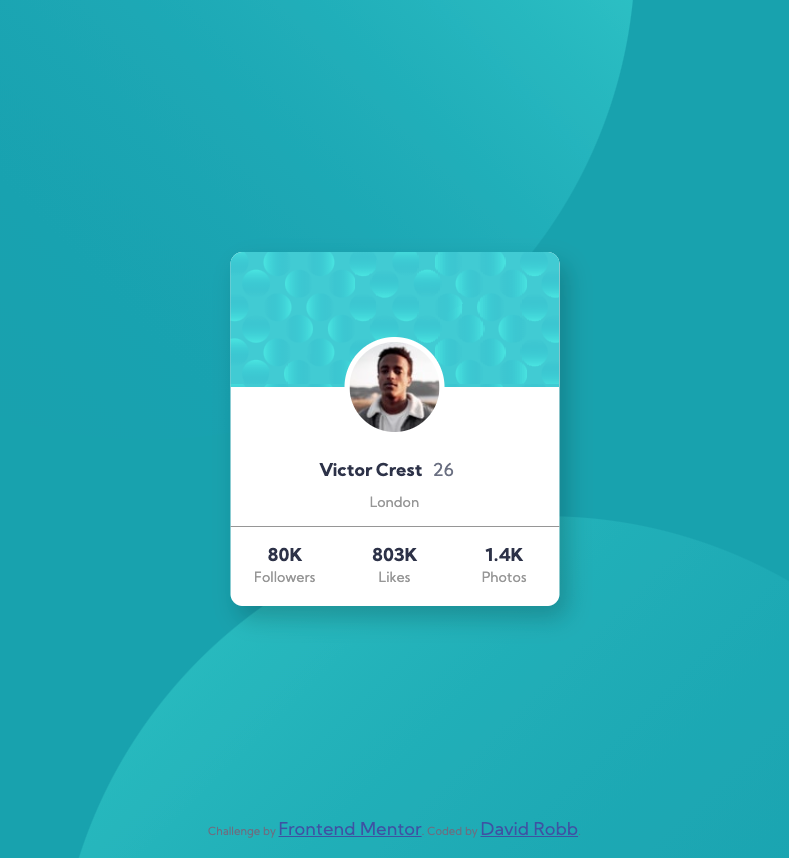 Victor Crest 26
London
80K 803K 1.4K
Followers Likes Photos
Challenge by Frontend Mentor. Coded by David Robb